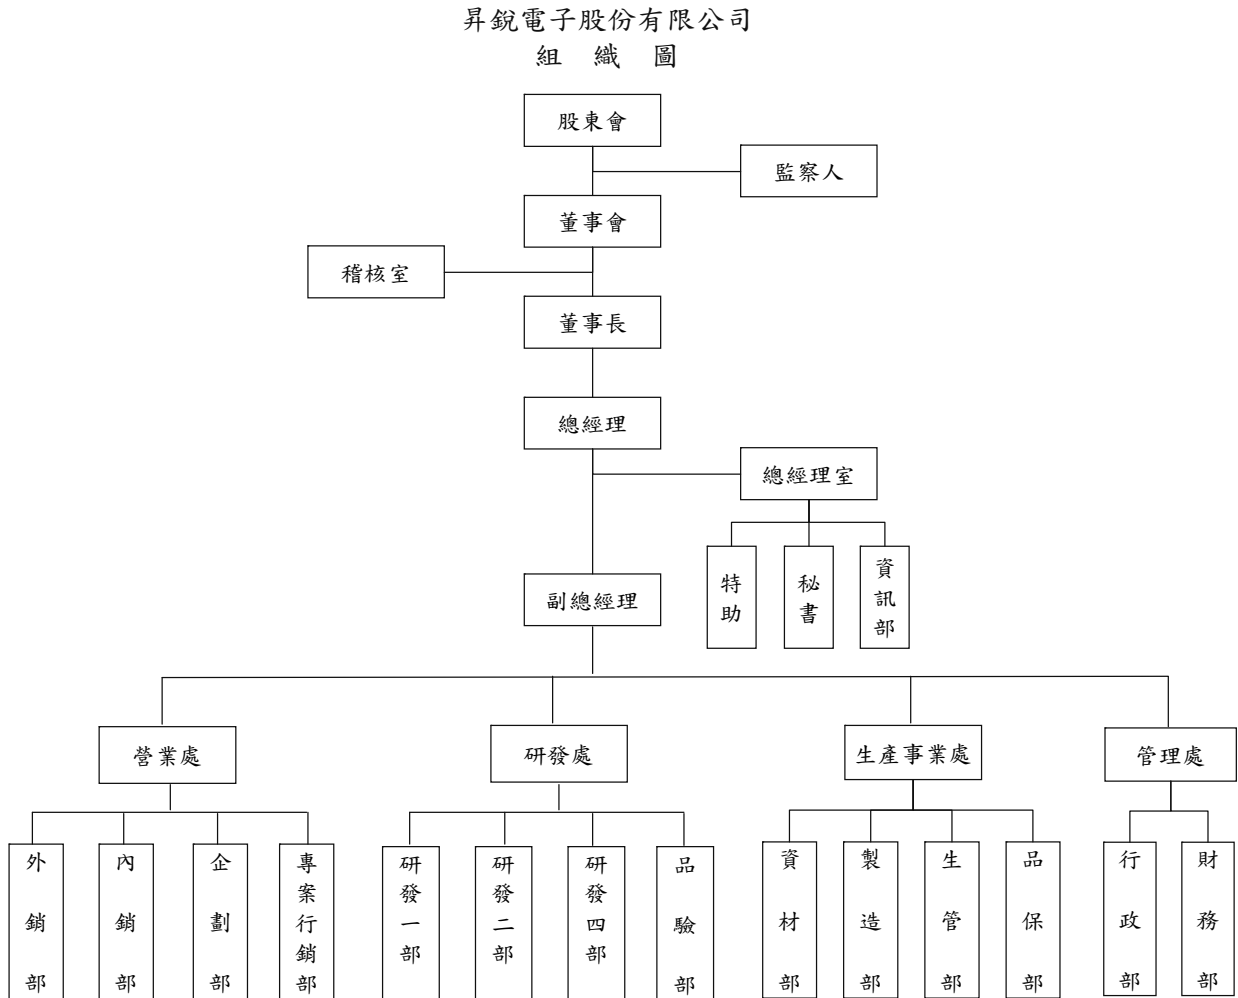 昇銳電子股份有限公司
組 織 圖
股東會
監察人
董事會
稽核室
董事長
總經理
總經理室
特助
秘書
資訊部
副總經理
營業處
研發處
生產事業處
管理處
外銷部
內銷部
企劃部
專案行銷部
研發一部
研發二部
研發四部
品驗部
資材部
製造部
生管部
品保部
行政部
財務部